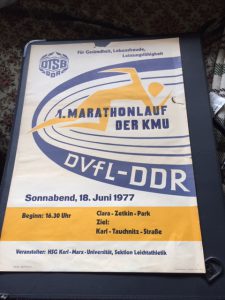 für Gesundheit, Lebensfreude,
Leistungsfähigkeit
DTSB
DDR
1. MARATHONLAUF
DER KMU
DVfL-DDR
Sonnabend, 18. Juni 1977
Beginn: 16.30 Uhr
Clara-Zetkin-Park
Ziel:
Karl-Tauchnitz-Straße
Veranstalter: HSG Karl-Marx-Universität, Sektion Leichtathletik